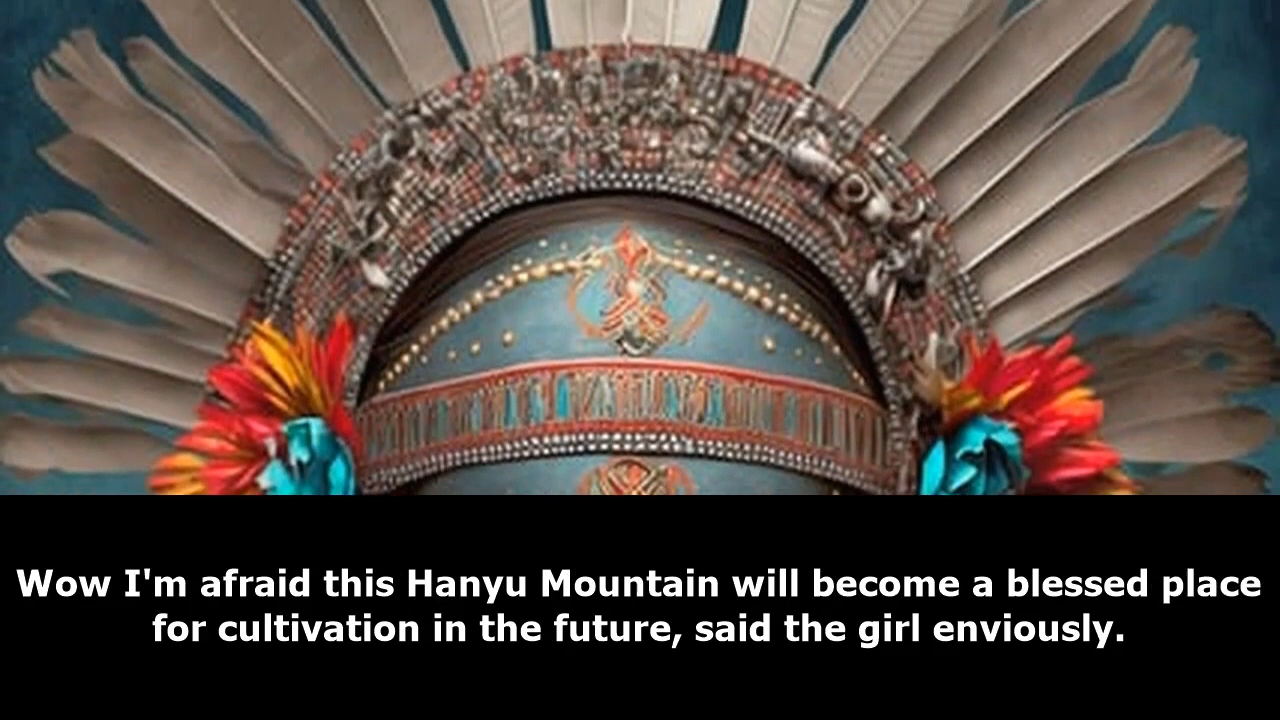 Wow I'm afraid this Hanyu Mountain will become a blessed place
for cultivation in the future, said the girl enviously.